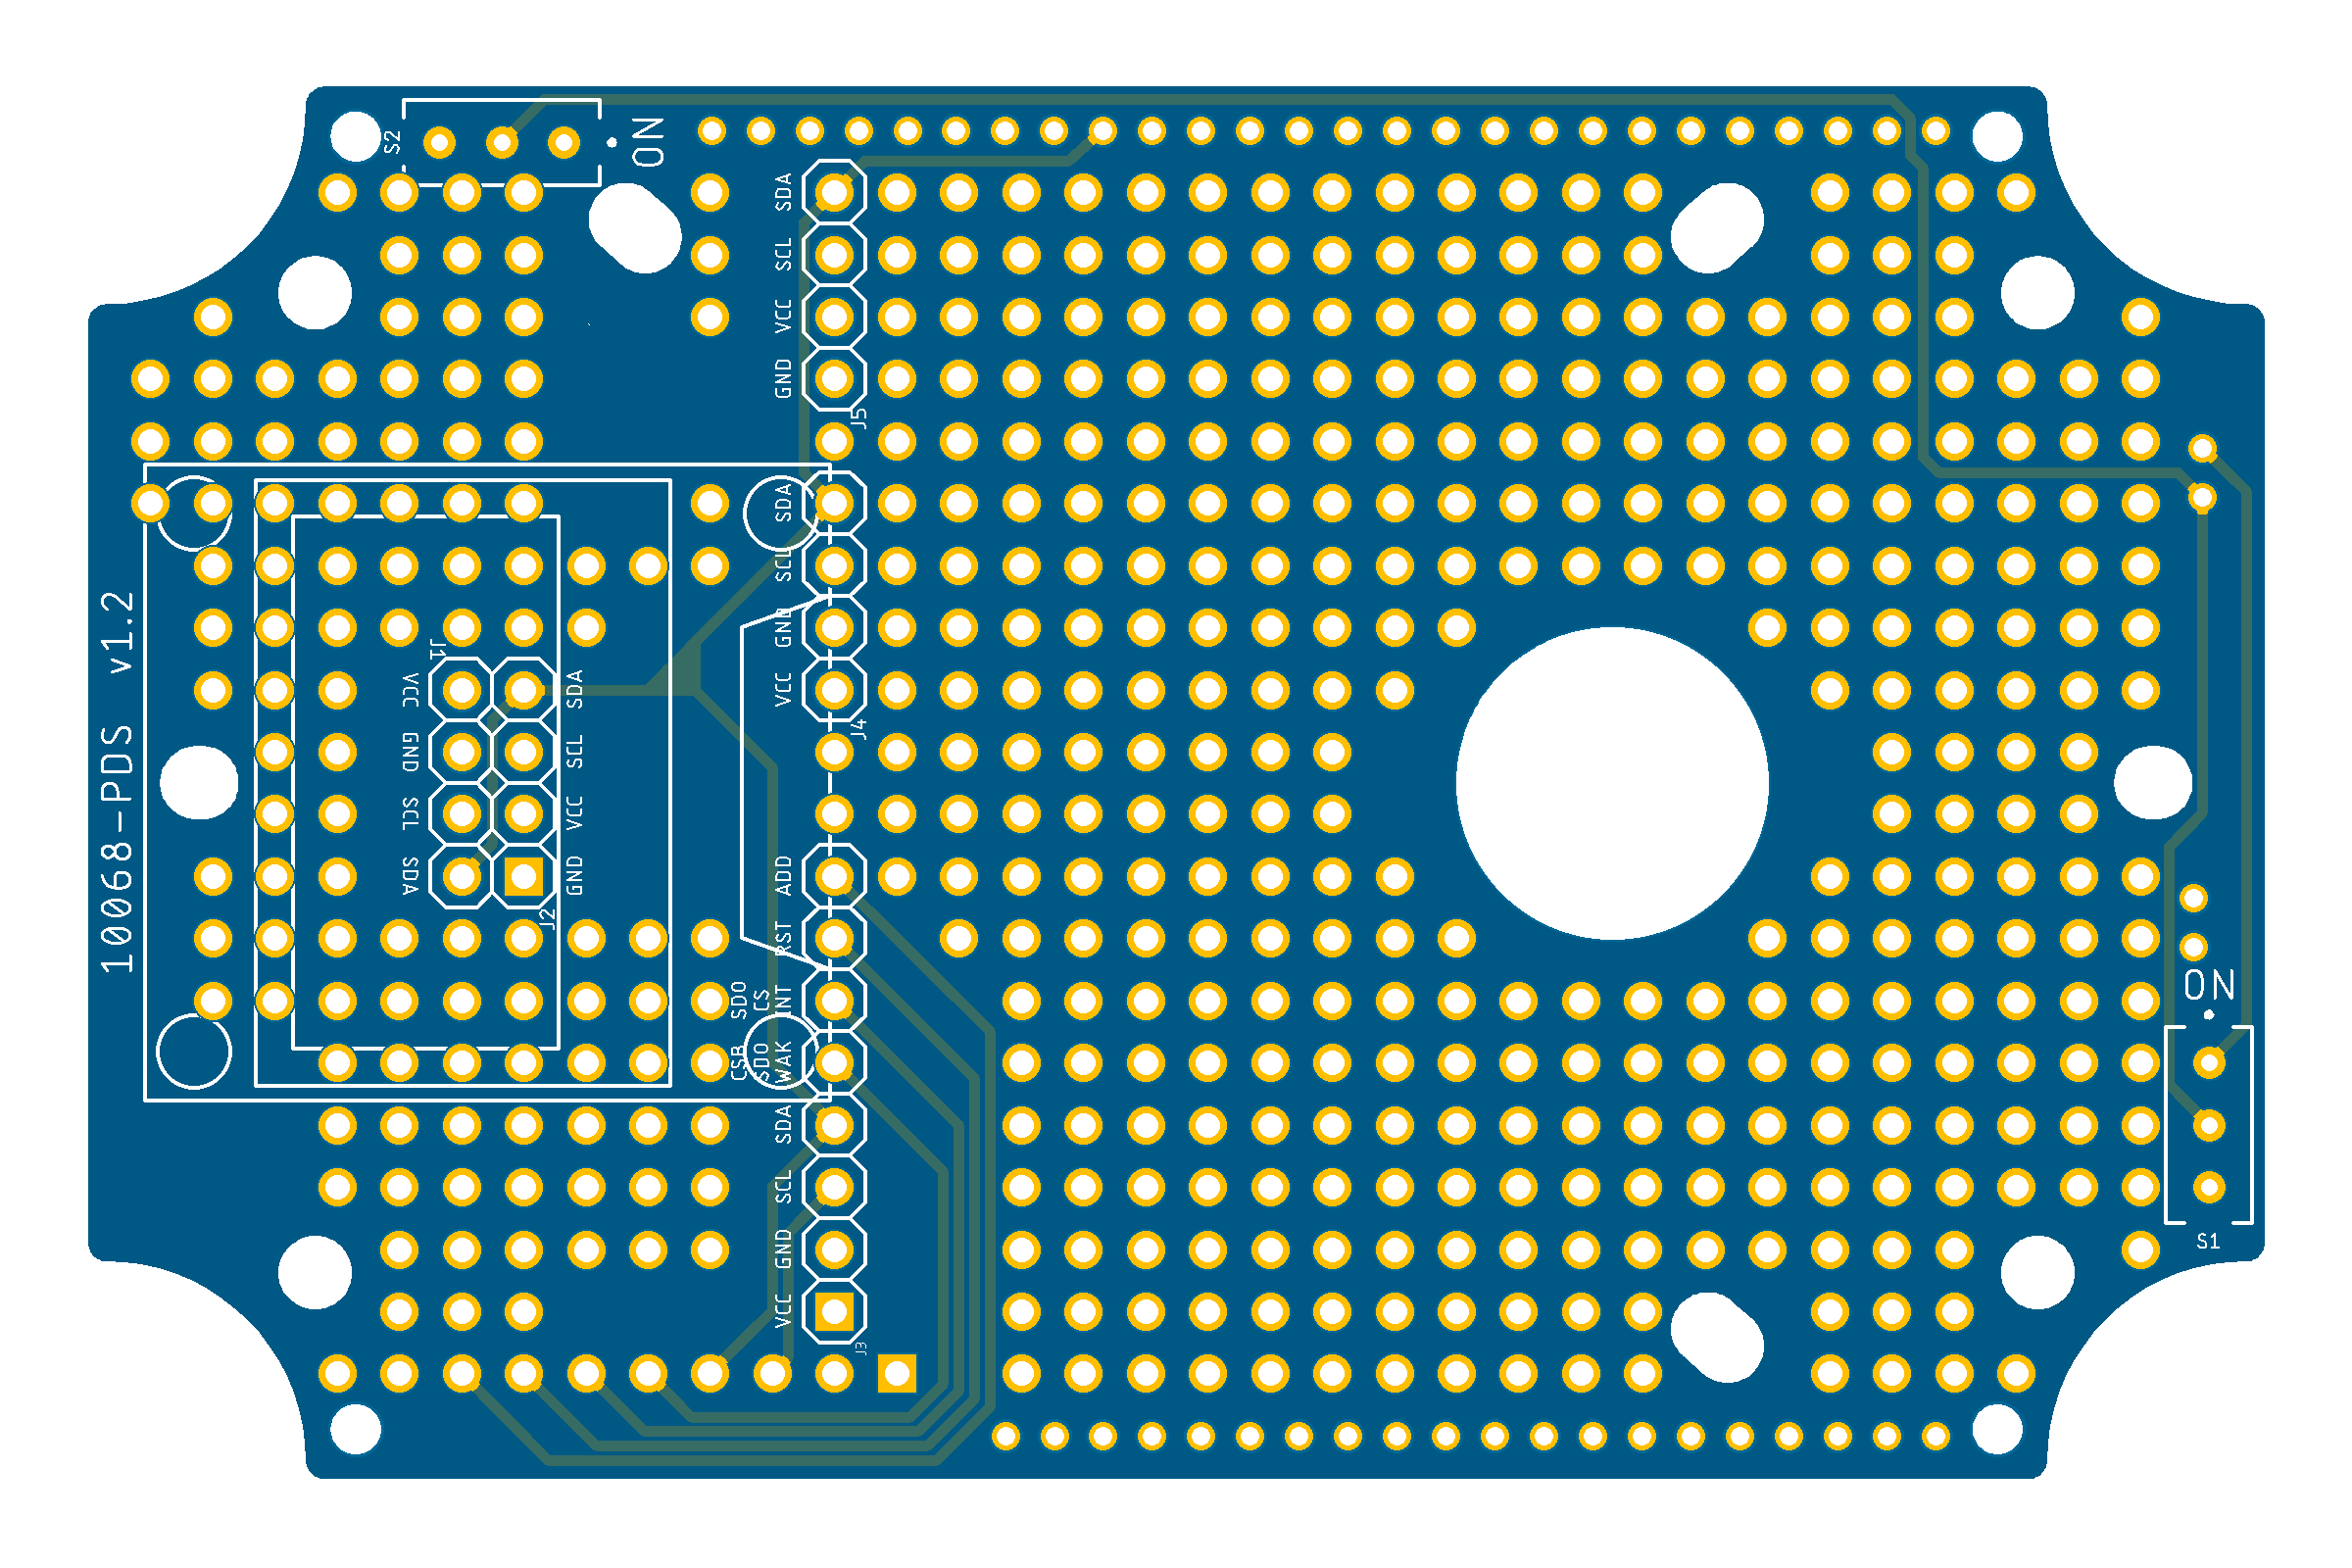 S2
ON
SDA
SCL
VCC
GND
J5
SDA
SCL
GND
VCC
J4
10068-PDS v1.2
J1
VCC
GND
SCL
SDA
SDA
SCL
VCC
GND
J2
ADD
RST
INT
WAK
SDO
CS
CSB
SDO
SDA
SCL
GND
VCC
J3
ON
S1